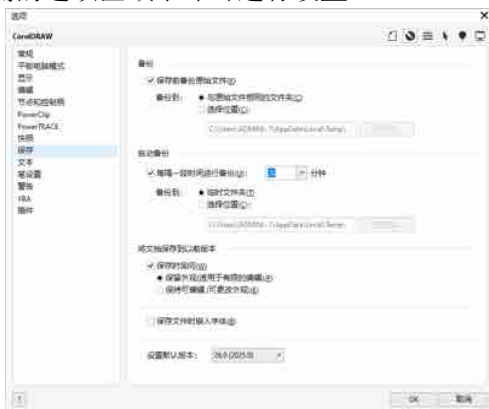 选项
CorelDRAW
常规
平板电脑模式
显示
编辑
节点和控制柄
PowerClip
PowerTRACE
快照
保存
文本
笔设置
警告
VBA
插件
备份
保存前备份原始文件(B)
备份到: 与原始文件相同的文件夹(O)
选择位置(C):
自动备份
每隔一段时间进行备份(U): 分钟
备份到: 临时文件夹(T)
选择位置(C):
将文档保存到以前版本
保存时询问(W)
保留外观(适用于有限的编辑)(P)
保持可编辑(可更改外观)(E)
保存文件时嵌入字体(B)
设置默认版本: 26.0 (2025.0)
OK 取消